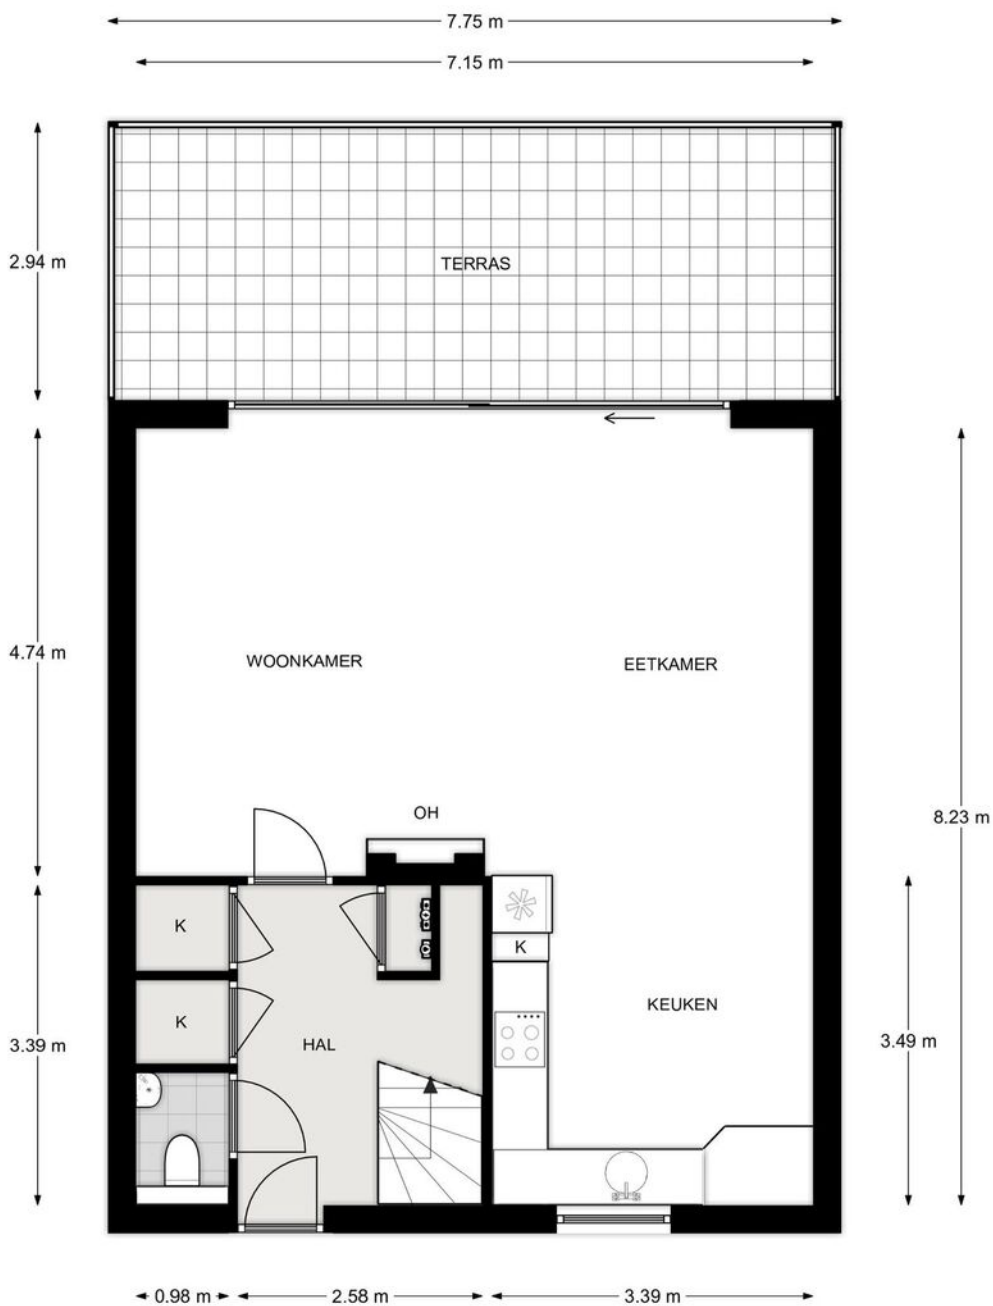 7.75 m
7.15 m
2.94 m
TERRAS
4.74 m
WOONKAMER
EETKAMER
OH
8.23 m
K
K
KEUKEN
K
HAL
3.39 m
3.49 m
0.98 m
2.58 m
3.39 m